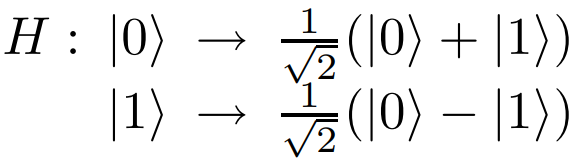 H : |0⟩ → 1/√2 (|0⟩ + |1⟩)
|1⟩ → 1/√2 (|0⟩ − |1⟩)